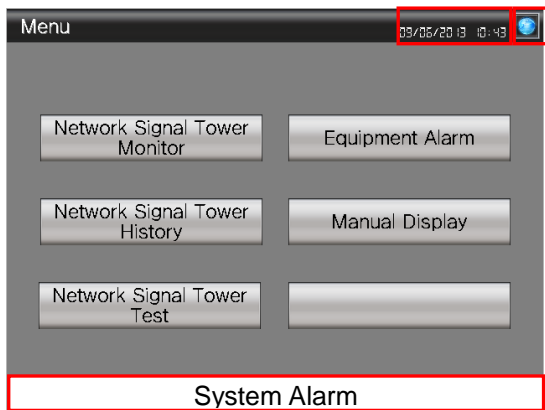 Menu
09/06/2013 10:43
Network Signal Tower
Monitor
Equipment Alarm
Network Signal Tower
History
Manual Display
Network Signal Tower
Test
System Alarm